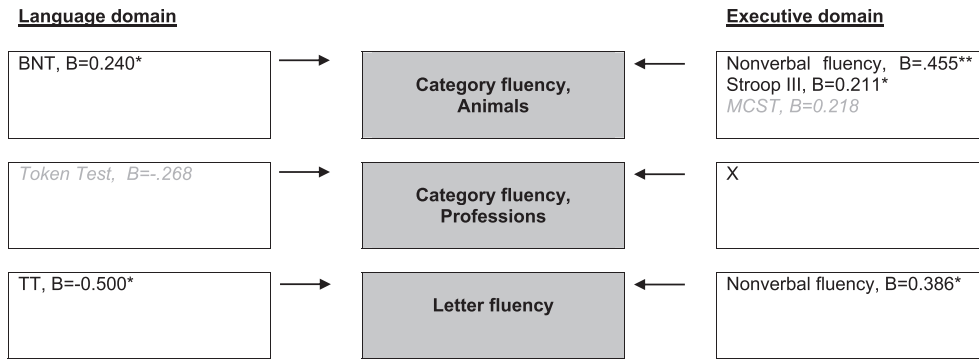 Language domain
Executive domain
BNT, B=0.240*
Category fluency,
Animals
Nonverbal fluency, B=.455**
Stroop III, B=0.211*
MCST, B=0.218
Token Test, B=-.268
Category fluency,
Professions
X
TT, B=-0.500*
Letter fluency
Nonverbal fluency, B=0.386*